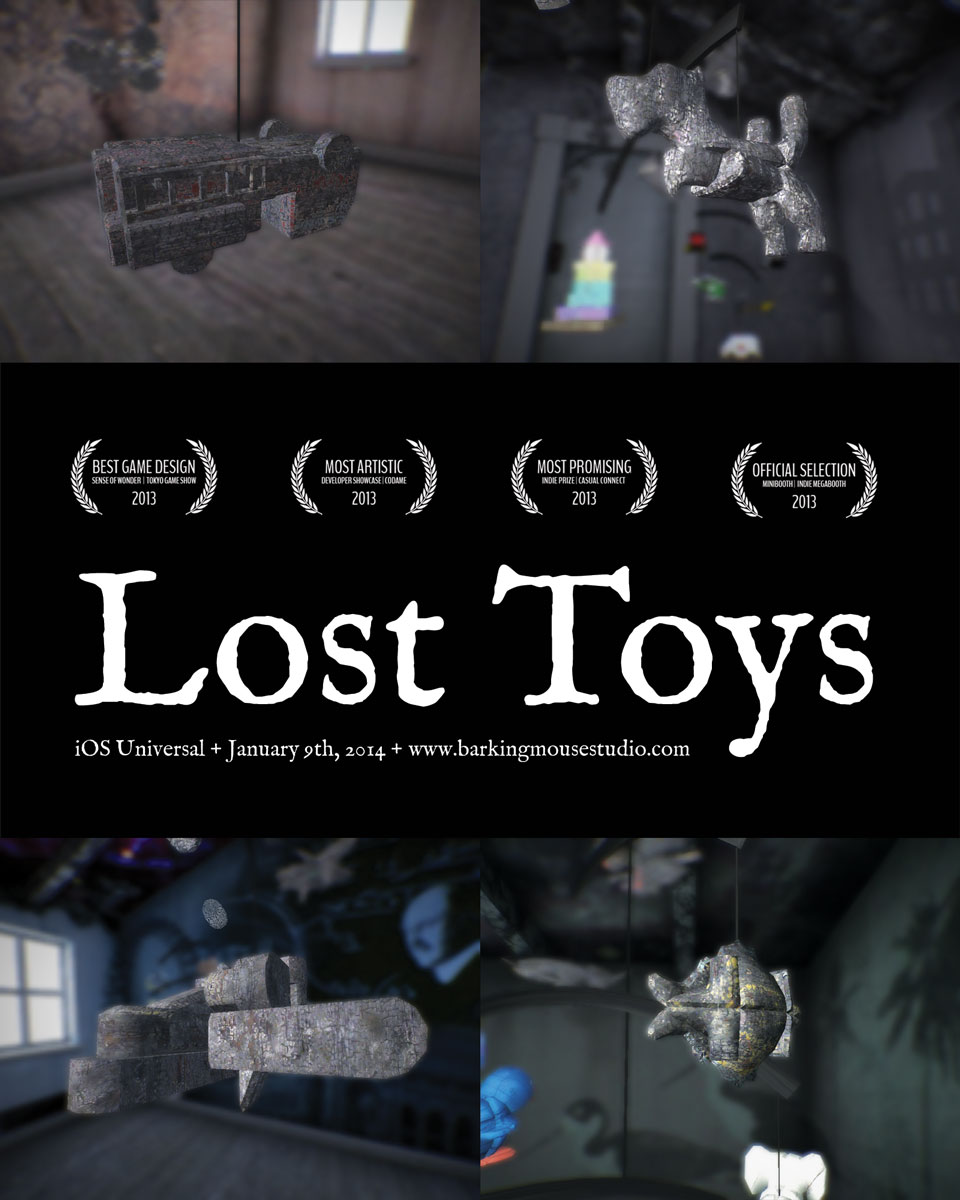 BEST GAME DESIGN
SENSE OF WONDER | TOKYO GAME SHOW
2013
MOST ARTISTIC
DEVELOPER SHOWCASE | CODAME
2013
MOST PROMISING
INDIE PRIZE | CASUAL CONNECT
2013
OFFICIAL SELECTION
MINIBOOTH | INDIE MEGABOOTH
2013
Lost Toys
iOS Universal + January 9th, 2014 + www.barkingmousestudio.com